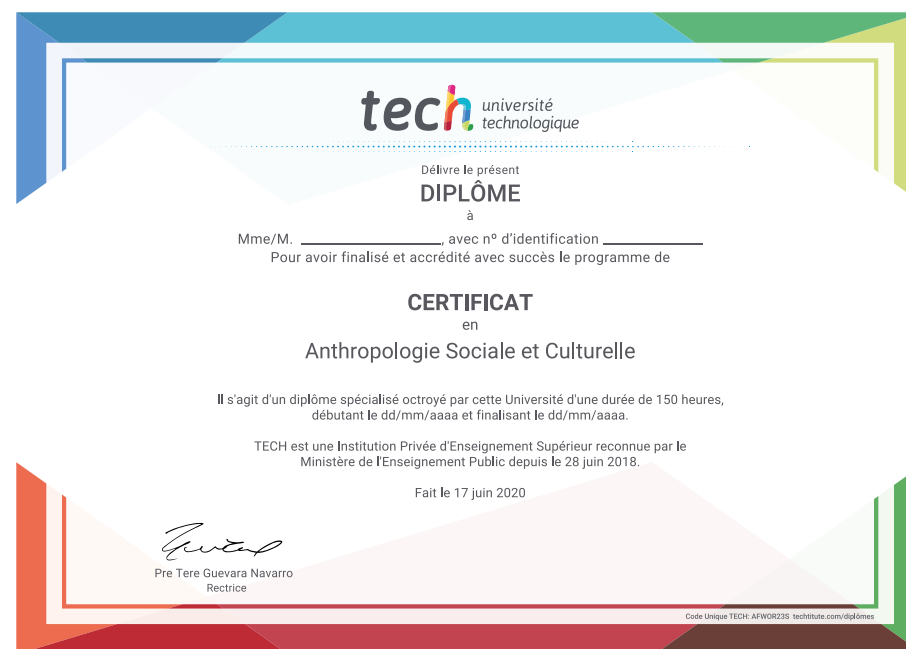 tech université
technologique
Délivre le présent
DIPLÔME
à
Mme/M. ____________________, avec nº d'identification ______________
Pour avoir finalisé et accrédité avec succès le programme de
CERTIFICAT
en
Anthropologie Sociale et Culturelle
Il s'agit d'un diplôme spécialisé octroyé par cette Université d'une durée de 150 heures,
débutant le dd/mm/aaaa et finalisant le dd/mm/aaaa.
TECH est une Institution Privée d'Enseignement Supérieur reconnue par le
Ministère de l'Enseignement Public depuis le 28 juin 2018.
Fait le 17 juin 2020
Pre Tere Guevara Navarro
Rectrice
Code Unique TECH: AFWOR23S techtitute.com/diplômes